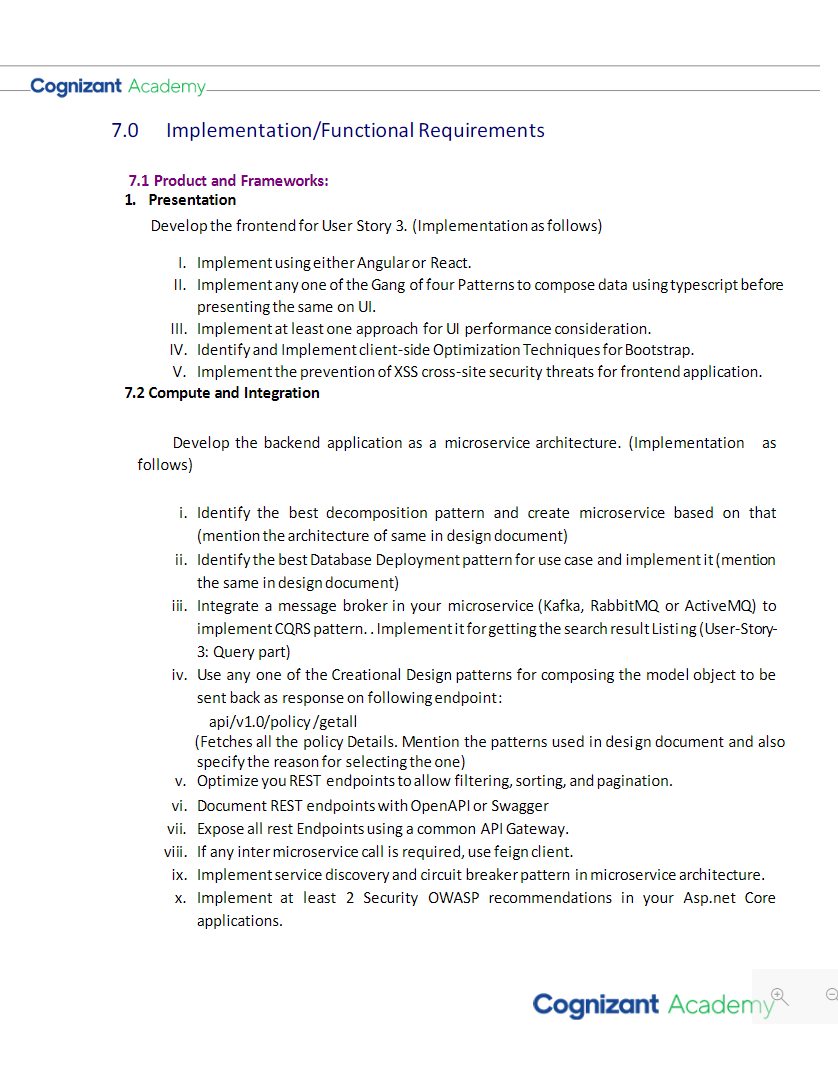 Cognizant Academy
7.0 Implementation/Functional Requirements
7.1 Product and Frameworks:
1. Presentation
Develop the frontend for User Story 3. (Implementation as follows)
I. Implement using either Angular or React.
II. Implement any one of the Gang of four Patterns to compose data using typescript before
presenting the same on UI.
III. Implement at least one approach for UI performance consideration.
IV. Identify and Implement client-side Optimization Techniques for Bootstrap.
V. Implement the prevention of XSS cross-site security threats for frontend application.
7.2 Compute and Integration
Develop the backend application as a microservice architecture. (Implementation as
follows)
i. Identify the best decomposition pattern and create microservice based on that
(mention the architecture of same in design document)
ii. Identify the best Database Deployment pattern for use case and implement it (mention
the same in design document)
iii. Integrate a message broker in your microservice (Kafka, RabbitMQ or ActiveMQ) to
implement CQRS pattern. . Implement it for getting the search result Listing (User-Story-
3: Query part)
iv. Use any one of the Creational Design patterns for composing the model object to be
sent back as response on following endpoint:
api/v1.0/policy /getall
(Fetches all the policy Details. Mention the patterns used in design document and also
specify the reason for selecting the one)
v. Optimize you REST endpoints to allow filtering, sorting, and pagination.
vi. Document REST endpoints with OpenAPI or Swagger
vii. Expose all rest Endpoints using a common API Gateway.
viii. If any inter microservice call is required, use feign client.
ix. Implement service discovery and circuit breaker pattern in microservice architecture.
x. Implement at least 2 Security OWASP recommendations in your Asp.net Core
applications.
Cognizant Academy